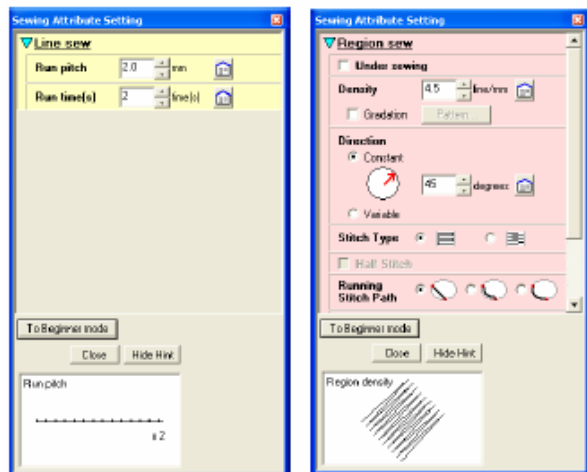 Sewing Attribute Setting
Line sew
Run pitch 2.0 mm
Run time(s) 2 time(s)
To Beginner mode
Close Hide Hint
Run pitch
x 2
Sewing Attribute Setting
Region sew
Under sewing
Density 4.5 line/mm
Gradation Pattern
Direction
Constant
45 degrees
Variable
Stitch Type
Half Stitch
Running
Stitch Path
To Beginner mode
Close Hide Hint
Region density